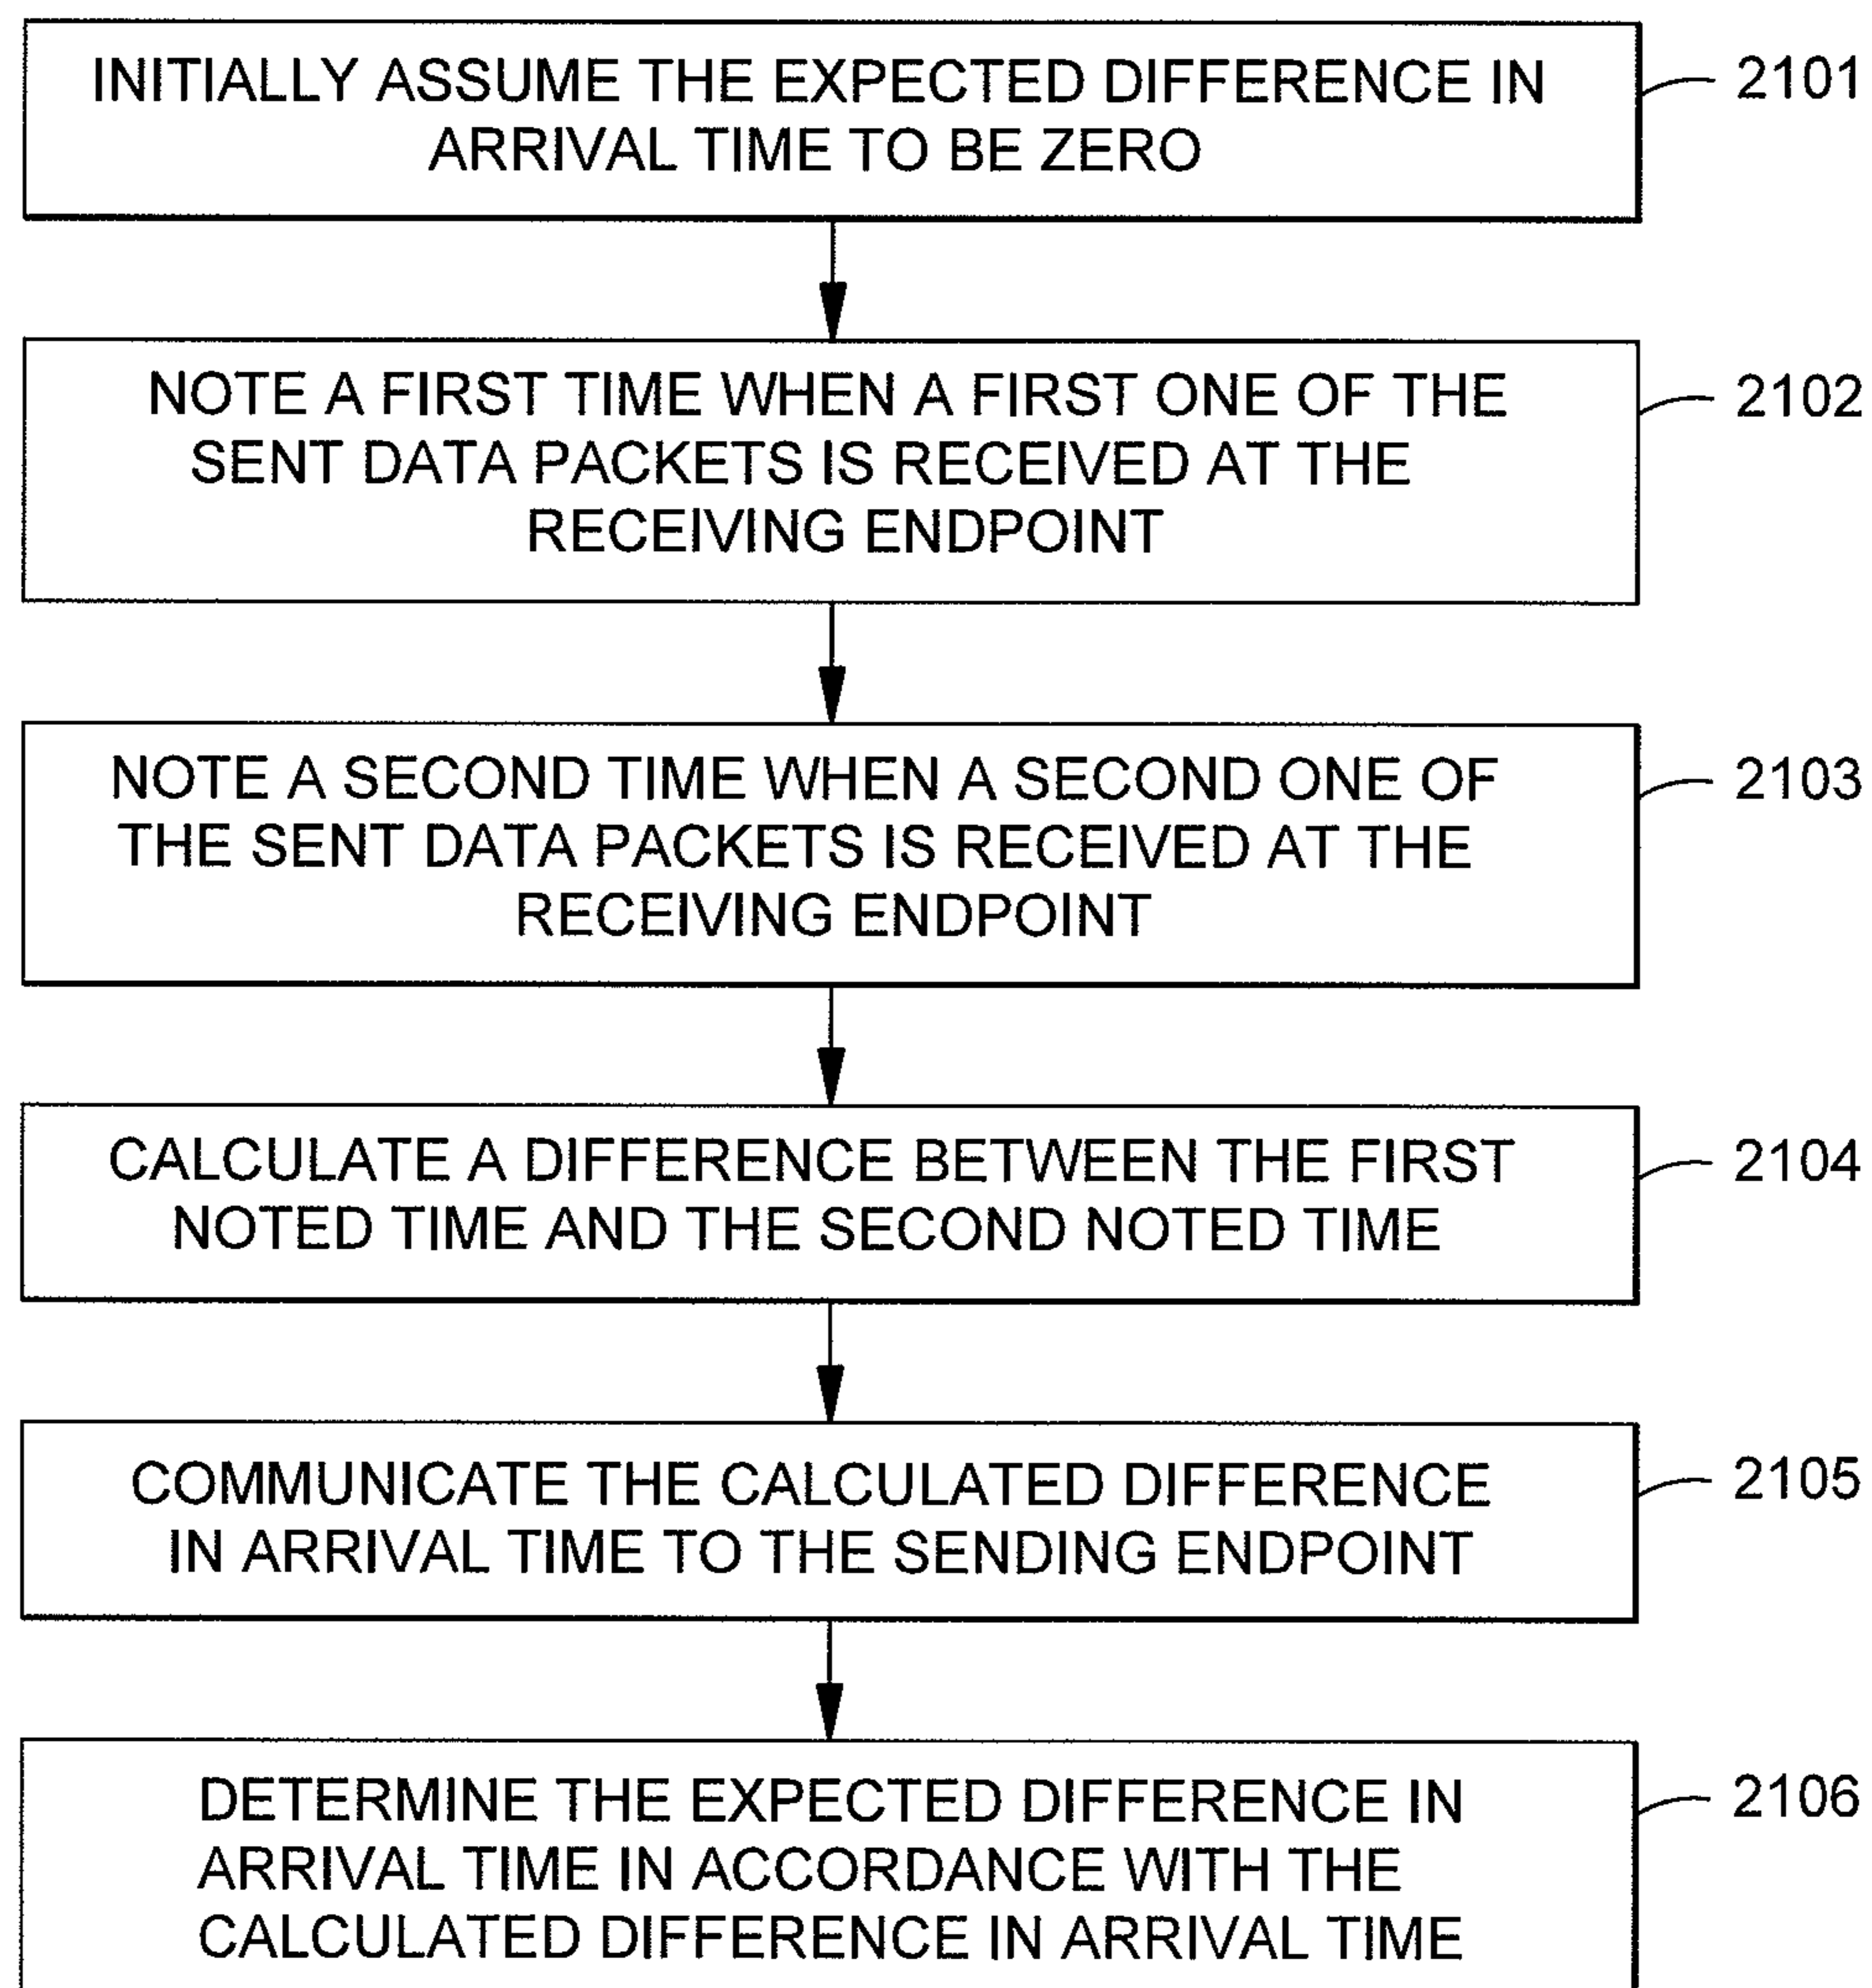 INITIALLY ASSUME THE EXPECTED DIFFERENCE IN
ARRIVAL TIME TO BE ZERO
2101
NOTE A FIRST TIME WHEN A FIRST ONE OF THE
SENT DATA PACKETS IS RECEIVED AT THE
RECEIVING ENDPOINT
2102
NOTE A SECOND TIME WHEN A SECOND ONE OF
THE SENT DATA PACKETS IS RECEIVED AT THE
RECEIVING ENDPOINT
2103
CALCULATE A DIFFERENCE BETWEEN THE FIRST
NOTED TIME AND THE SECOND NOTED TIME
2104
COMMUNICATE THE CALCULATED DIFFERENCE
IN ARRIVAL TIME TO THE SENDING ENDPOINT
2105
DETERMINE THE EXPECTED DIFFERENCE IN
ARRIVAL TIME IN ACCORDANCE WITH THE
CALCULATED DIFFERENCE IN ARRIVAL TIME
2106